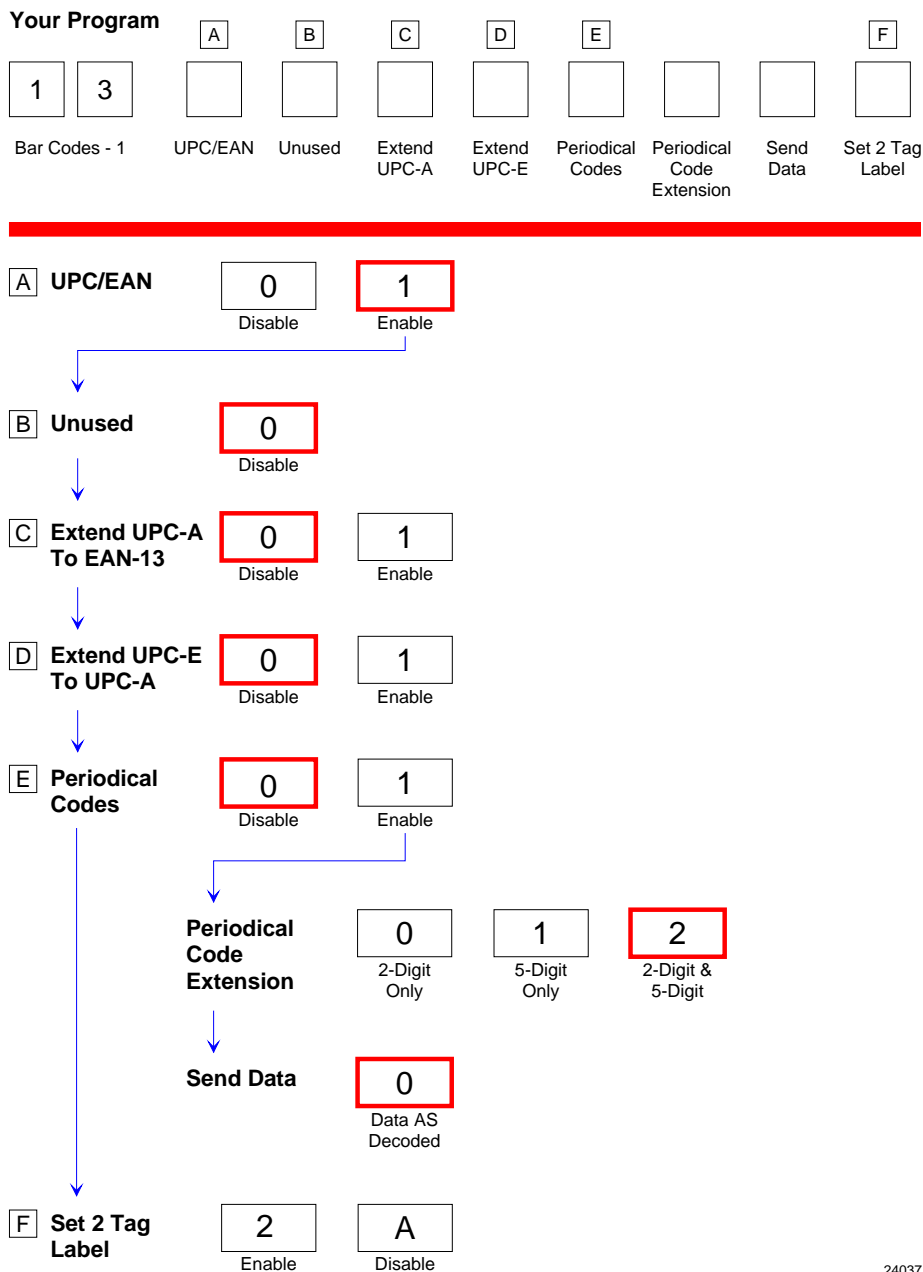 Your Program
A B C D E F
1 3
Bar Codes - 1 UPC/EAN Unused Extend UPC-A Extend UPC-E Periodical Codes Periodical Code Extension Send Data Set 2 Tag Label
A UPC/EAN 0 1
Disable Enable
B Unused 0
Disable
C Extend UPC-A 0 1
To EAN-13
Disable Enable
D Extend UPC-E 0 1
To UPC-A
Disable Enable
E Periodical 0 1
Codes
Disable Enable
Periodical
Code
Extension
0 1 2
2-Digit Only 5-Digit Only 2-Digit & 5-Digit
Send Data 0
Data AS
Decoded
F Set 2 Tag 2 A
Label
Enable Disable
24037